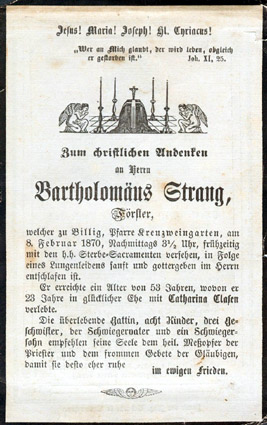 Jesus! Maria! Joseph! Hl. Cyriacus!
„Wer an Mich glaubt, der wird leben, obgleich
er gestorben ist.“ Joh. XI, 25.
Zum christlichen Andenken
an Herrn
Bartholomäus Strang,
Förster,
welcher zu Billig, Pfarre Kreuzweingarten, am
8. Februar 1870, Nachmittags 3½ Uhr, frühzeitig
mit den h.h. Sterbe-Sacramenten versehen, in Folge
eines Lungenleidens sanft und gottergeben im Herrn
entschlafen ist.
Er erreichte ein Alter von 53 Jahren, wovon er
23 Jahre in glücklicher Ehe mit Catharina Clasen
verlebte.
Die überlebende Gattin, acht Kinder, drei Ge-
schwister, der Schwiegervater und ein Schwieger-
sohn empfehlen seine Seele dem heil. Meßopfer der
Priester und dem frommen Gebete der Gläubigen,
damit sie desto eher ruhe
im ewigen Frieden.